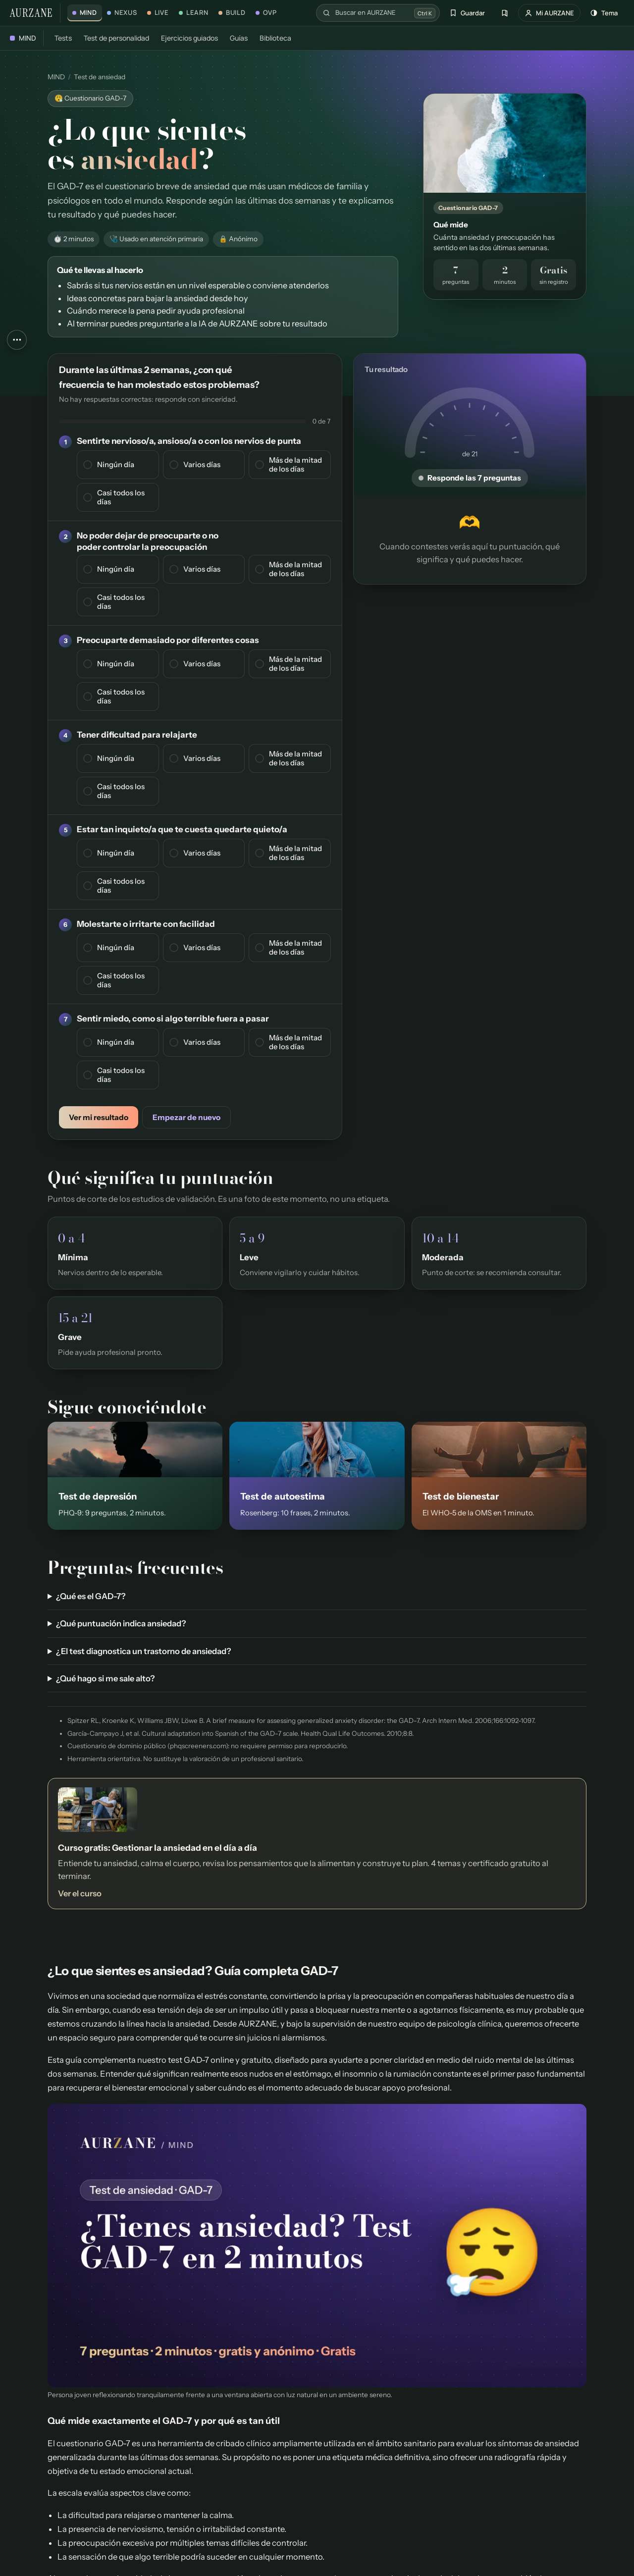 AURZANE
MIND
NEXUS
LIVE
LEARN
BUILD
OVP
Buscar en AURZANE
Ctrl K
Guardar
Mi AURZANE
Tema
MIND
Tests
Test de personalidad
Ejercicios guiados
Guías
Biblioteca
MIND / Test de ansiedad
Cuestionario GAD-7
¿Lo que sientes
es ansiedad?
El GAD-7 es el cuestionario breve de ansiedad que más usan médicos de familia y
psicólogos en todo el mundo. Responde según las últimas dos semanas y te explicamos
tu resultado y qué puedes hacer.
2 minutos
Usado en atención primaria
Anónimo
Qué te llevas al hacerlo
• Sabrás si tus nervios están en un nivel esperable o conviene atenderlos
• Ideas concretas para bajar la ansiedad desde hoy
• Cuándo merece la pena pedir ayuda profesional
• Al terminar puedes preguntarle a la IA de AURZANE sobre tu resultado
Cuestionario GAD-7
Qué mide
Cuánta ansiedad y preocupación has
sentido en las dos últimas semanas.
7
preguntas
2
minutos
Gratis
sin registro
Durante las últimas 2 semanas, ¿con qué
frecuencia te han molestado estos problemas?
No hay respuestas correctas: responde con sinceridad.
0 de 7
1 Sentirte nervioso/a, ansioso/a o con los nervios de punta
Ningún día
Varios días
Más de la mitad
de los días
Casi todos los
días
2 No poder dejar de preocuparte o no
poder controlar la preocupación
Ningún día
Varios días
Más de la mitad
de los días
Casi todos los
días
3 Preocuparte demasiado por diferentes cosas
Ningún día
Varios días
Más de la mitad
de los días
Casi todos los
días
4 Tener dificultad para relajarte
Ningún día
Varios días
Más de la mitad
de los días
Casi todos los
días
5 Estar tan inquieto/a que te cuesta quedarte quieto/a
Ningún día
Varios días
Más de la mitad
de los días
Casi todos los
días
6 Molestarte o irritarte con facilidad
Ningún día
Varios días
Más de la mitad
de los días
Casi todos los
días
7 Sentir miedo, como si algo terrible fuera a pasar
Ningún día
Varios días
Más de la mitad
de los días
Casi todos los
días
Ver mi resultado
Empezar de nuevo
Tu resultado
de 21
Responde las 7 preguntas
Cuando contestes verás aquí tu puntuación, qué
significa y qué puedes hacer.
Qué significa tu puntuación
Puntos de corte de los estudios de validación. Es una foto de este momento, no una etiqueta.
0 a 4
Mínima
Nervios dentro de lo esperable.
5 a 9
Leve
Conviene vigilarlo y cuidar hábitos.
10 a 14
Moderada
Punto de corte: se recomienda consultar.
15 a 21
Grave
Pide ayuda profesional pronto.
Sigue conociéndote
Test de depresión
PHQ-9: 9 preguntas, 2 minutos.
Test de autoestima
Rosenberg: 10 frases, 2 minutos.
Test de bienestar
El WHO-5 de la OMS en 1 minuto.
Preguntas frecuentes
¿Qué es el GAD-7?
¿Qué puntuación indica ansiedad?
¿El test diagnostica un trastorno de ansiedad?
¿Qué hago si me sale alto?
• Spitzer RL, Kroenke K, Williams JBW, Löwe B. A brief measure for assessing generalized anxiety disorder: the GAD-7. Arch Intern Med. 2006;166:1092-1097.
• García-Campayo J, et al. Cultural adaptation into Spanish of the GAD-7 scale. Health Qual Life Outcomes. 2010;8:8.
• Cuestionario de dominio público (phqscreeners.com): no requiere permiso para reproducirlo.
• Herramienta orientativa. No sustituye la valoración de un profesional sanitario.
Curso gratis: Gestionar la ansiedad en el día a día
Entiende tu ansiedad, calma el cuerpo, revisa los pensamientos que la alimentan y construye tu plan. 4 temas y certificado gratuito al
terminar.
Ver el curso
¿Lo que sientes es ansiedad? Guía completa GAD-7
Vivimos en una sociedad que normaliza el estrés constante, convirtiendo la prisa y la preocupación en compañeras habituales de nuestro día a
día. Sin embargo, cuando esa tensión deja de ser un impulso útil y pasa a bloquear nuestra mente o a agotarnos físicamente, es muy probable que
estemos cruzando la línea hacia la ansiedad. Desde AURZANE, y bajo la supervisión de nuestro equipo de psicología clínica, queremos ofrecerte
un espacio seguro para comprender qué te ocurre sin juicios ni alarmismos.
Esta guía complementa nuestro test GAD-7 online y gratuito, diseñado para ayudarte a poner claridad en medio del ruido mental de las últimas
dos semanas. Entender qué significan realmente esos nudos en el estómago, el insomnio o la rumiación constante es el primer paso fundamental
para recuperar el bienestar emocional y saber cuándo es el momento adecuado de buscar apoyo profesional.
AURZANE / MIND
Test de ansiedad · GAD-7
¿Tienes ansiedad? Test
GAD-7 en 2 minutos
7 preguntas · 2 minutos · gratis y anónimo · Gratis
Persona joven reflexionando tranquilamente frente a una ventana abierta con luz natural en un ambiente sereno.
Qué mide exactamente el GAD-7 y por qué es tan útil
El cuestionario GAD-7 es una herramienta de cribado clínico ampliamente utilizada en el ámbito sanitario para evaluar los síntomas de ansiedad
generalizada durante las últimas dos semanas. Su propósito no es poner una etiqueta médica definitiva, sino ofrecer una radiografía rápida y
objetiva de tu estado emocional actual.
La escala evalúa aspectos clave como:
• La dificultad para relajarte o mantener la calma.
• La presencia de nerviosismo, tensión o irritabilidad constante.
• La preocupación excesiva por múltiples temas difíciles de controlar.
• La sensación de que algo terrible podría suceder en cualquier momento.